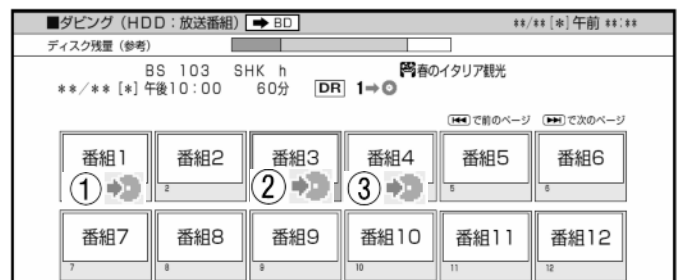 ■ダビング（HDD：放送番組）➡BD　**/**[*]午前 **:**
ディスク残量（参考）
BS 103 SHK h 春のイタリア観光
**/**[*]午後10:00 60分 DR 1➡
⏮で前のページ ⏭で次のページ
番組1 番組2 番組3 番組4 番組5 番組6
① 2 ② ③ 5 6
番組7 番組8 番組9 番組10 番組11 番組12
7 8 9 10 11 12